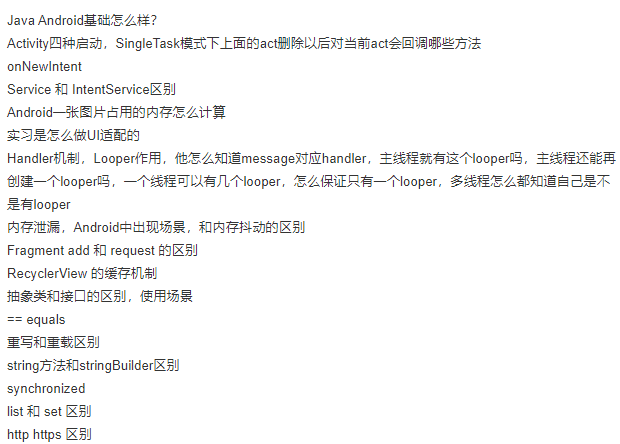 Java Android基础怎么样？
Activity四种启动，SingleTask模式下上面的act删除以后对当前act会回调哪些方法
onNewIntent
Service 和 IntentService区别
Android一张图片占用的内存怎么计算
实习是怎么做UI适配的
Handler机制，Looper作用，他怎么知道message对应handler，主线程就有这个looper吗，主线程还能再
创建一个looper吗，一个线程可以有几个looper，怎么保证只有一个looper，多线程怎么都知道自己是不
是有looper
内存泄漏，Android中出现场景，和内存抖动的区别
Fragment add 和 request 的区别
RecyclerView 的缓存机制
抽象类和接口的区别，使用场景
== equals
重写和重载区别
string方法和stringBuilder区别
synchronized
list 和 set 区别
http https 区别